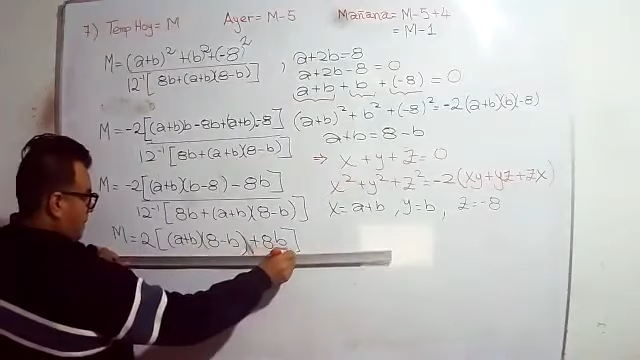 7) Temp Hoy = M Ayer = M-5 Mañana = M-5+4
= M-1
M = (a+b)² + (b)² + (-8)²
12⁻¹[8b+(a+b)(8-b)]
, a+2b=8
a+2b-8=0
a+b + b + (-8) = 0
M = -2[(a+b)b-8b+(a+b)-8]
12⁻¹[8b+(a+b)(8-b)]
(a+b)²+b²+(-8)²=-2(a+b)(b)(-8)
a+b=8-b
⇒ x+y+z=0
M = -2[(a+b)(b-8)-8b]
12⁻¹[8b+(a+b)(8-b)]
x²+y²+z²=-2(xy+yz+zx)
x=a+b, y=b, z=-8
M = 2[(a+b)(8-b)+8b]